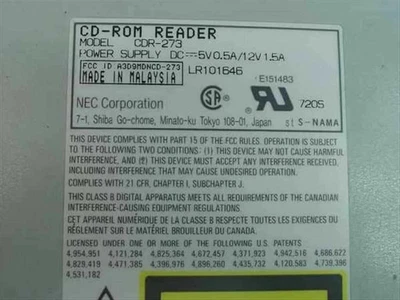 CD-ROM READER
MODEL CDR-273
POWER SUPPLY DC⎓5V0.5A/12V1.5A
FCC ID A3D9MDNCD-273
MADE IN MALAYSIA
LR101646
E151483
NEC Corporation
7-1, Shiba Go-chome, Minato-ku Tokyo 108-01, Japan
720S
st S-NAMA
THIS DEVICE COMPLIES WITH PART 15 OF THE FCC RULES. OPERATION IS SUBJECT
TO THE FOLLOWING TWO CONDITIONS: (1) THIS DEVICE MAY NOT CAUSE HARMFUL
INTERFERENCE, AND (2) THIS DEVICE MUST ACCEPT ANY INTERFERENCE RECEIVED,
INCLUDING INTERFERENCE THAT MAY CAUSE UNDESIRED OPERATION.
COMPLIES WITH 21 CFR, CHAPTER I, SUBCHAPTER J.
THIS CLASS B DIGITAL APPARATUS MEETS ALL REQUIREMENTS OF THE CANADIAN
INTERFERENCE-CAUSING EQUIPMENT REGULATIONS.
CET APPAREIL NUMÉRIQUE DE LA CLASSE B RESPECTE TOUTES LES EXIGENCES DU
RÉGLEMENT SUR LE MATÉRIEL BROUILLEUR DU CANADA.
LICENSED UNDER ONE OR MORE OF THE FOLLOWING U.S. PATENTS
4,954,951 4,121,284 4,825,364 4,672,457 4,371,923 4,942,516 4,686,622
4,829,419 4,471,385 4,396,976 4,896,260 4,435,732 4,120,563 4,739,396
4,531,182